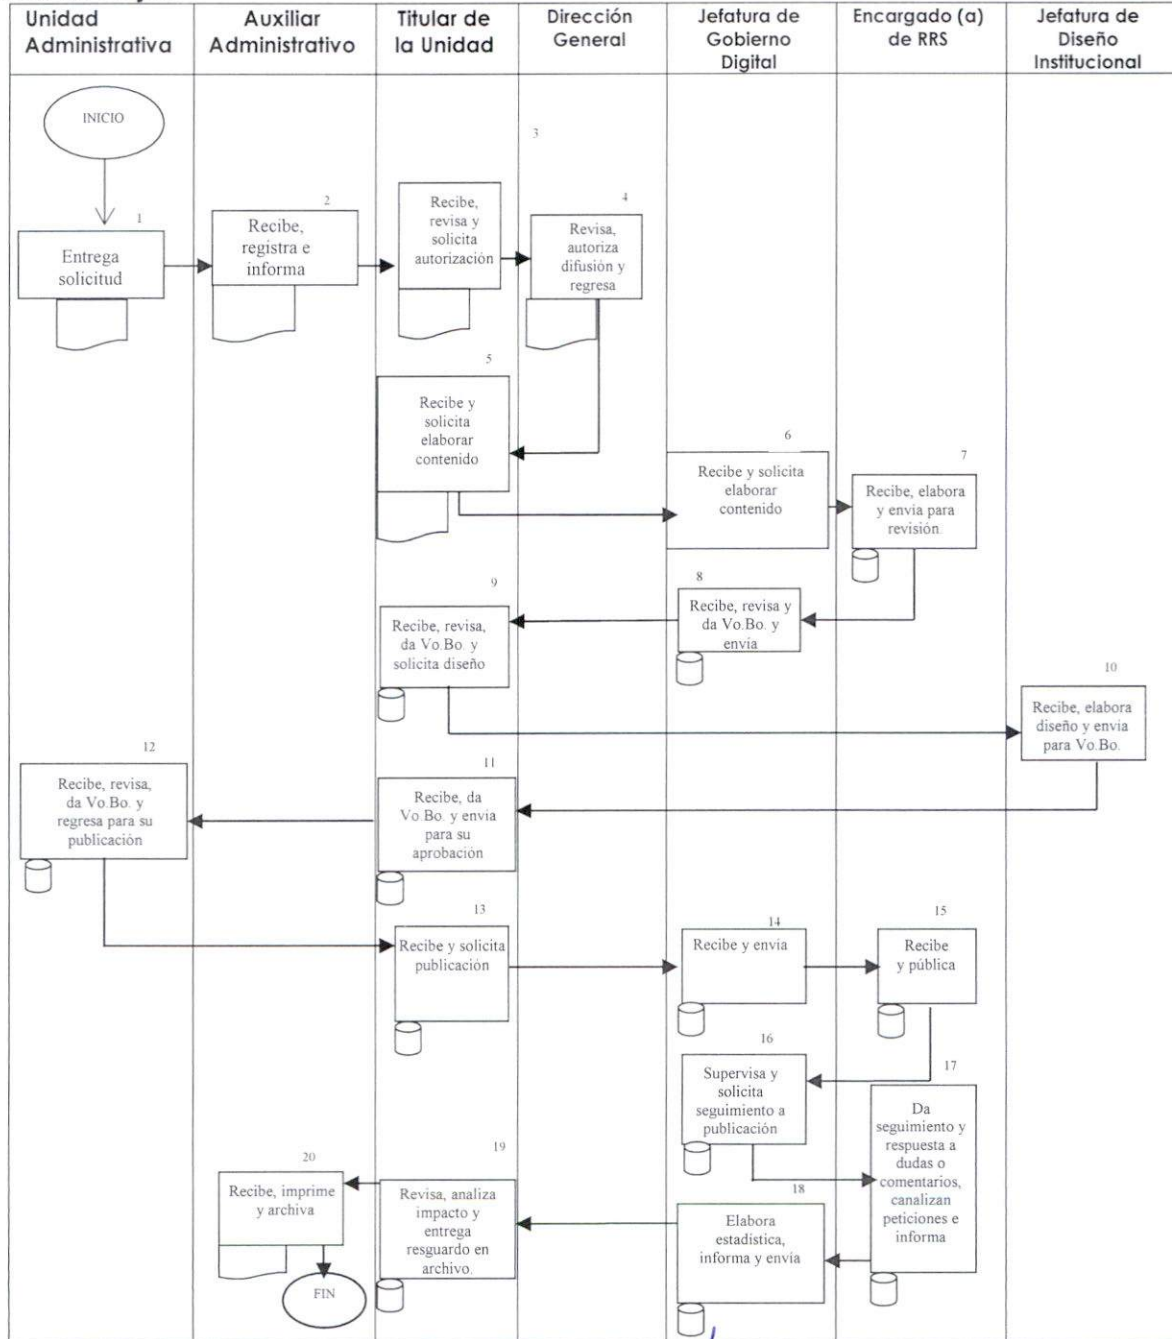 Unidad
Administrativa
Auxiliar
Administrativo
Titular de
la Unidad
Dirección
General
Jefatura de
Gobierno
Digital
Encargado (a)
de RRS
Jefatura de
Diseño
Institucional
INICIO
1
Entrega
solicitud
2
Recibe,
registra e
informa
3
Recibe,
revisa y
solicita
autorización
4
Revisa,
autoriza
difusión y
regresa
5
Recibe y
solicita
elaborar
contenido
6
Recibe y solicita
elaborar
contenido
7
Recibe, elabora
y envía para
revisión.
8
Recibe, revisa y
da Vo.Bo. y
envía
9
Recibe, revisa,
da Vo.Bo. y
solicita diseño
10
Recibe, elabora
diseño y envía
para Vo.Bo.
11
Recibe, da
Vo.Bo. y envía
para su
aprobación
12
Recibe, revisa,
da Vo.Bo. y
regresa para su
publicación
13
Recibe y solicita
publicación
14
Recibe y envía
15
Recibe
y pública
16
Supervisa y
solicita
seguimiento a
publicación
17
Da
seguimiento y
respuesta a
dudas o
comentarios,
canalizan
peticiones e
informa
18
Elabora
estadística,
informa y envía
19
Revisa, analiza
impacto y
entrega
resguardo en
archivo.
20
Recibe, imprime
y archiva
FIN